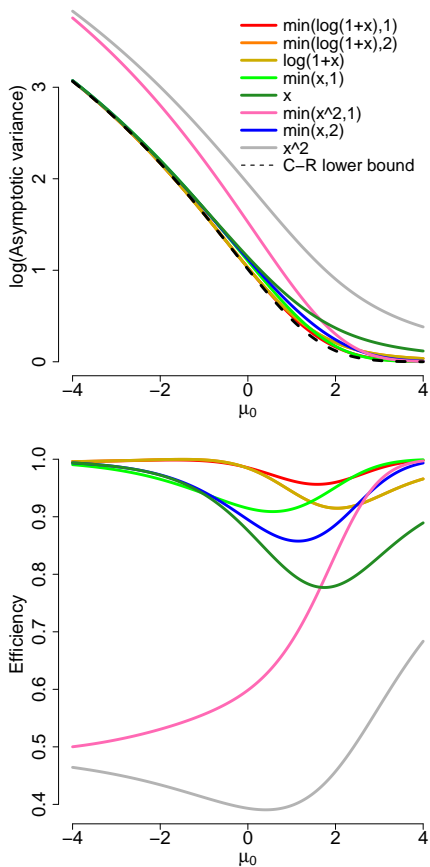 min(log(1+x),1)
min(log(1+x),2)
log(1+x)
min(x,1)
x
min(x^2,1)
min(x,2)
x^2
C−R lower bound
log(Asymptotic variance)
3
2
1
0
−4 −2 0 2 4
μ0
Efficiency
1.0
0.9
0.8
0.7
0.6
0.5
0.4
−4 −2 0 2 4
μ0